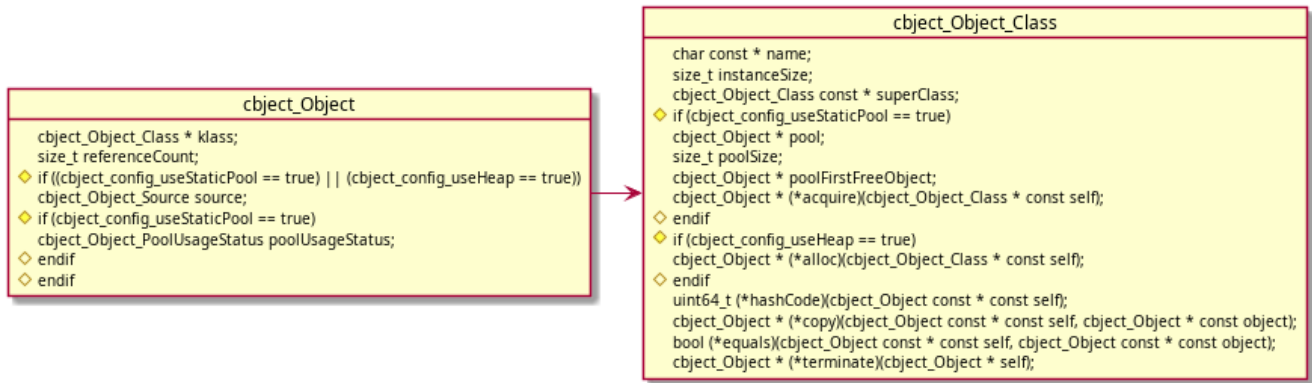 cbject_Object
cbject_Object_Class * klass;
size_t referenceCount;
if ((cbject_config_useStaticPool == true) || (cbject_config_useHeap == true))
cbject_Object_Source source;
if (cbject_config_useStaticPool == true)
cbject_Object_PoolUsageStatus poolUsageStatus;
endif
endif
cbject_Object_Class
char const * name;
size_t instanceSize;
cbject_Object_Class const * superClass;
if (cbject_config_useStaticPool == true)
cbject_Object * pool;
size_t poolSize;
cbject_Object * poolFirstFreeObject;
cbject_Object * (*acquire)(cbject_Object_Class * const self);
endif
if (cbject_config_useHeap == true)
cbject_Object * (*alloc)(cbject_Object_Class * const self);
endif
uint64_t (*hashCode)(cbject_Object const * const self);
cbject_Object * (*copy)(cbject_Object const * const self, cbject_Object * const object);
bool (*equals)(cbject_Object const * const self, cbject_Object const * const object);
cbject_Object * (*terminate)(cbject_Object * self);